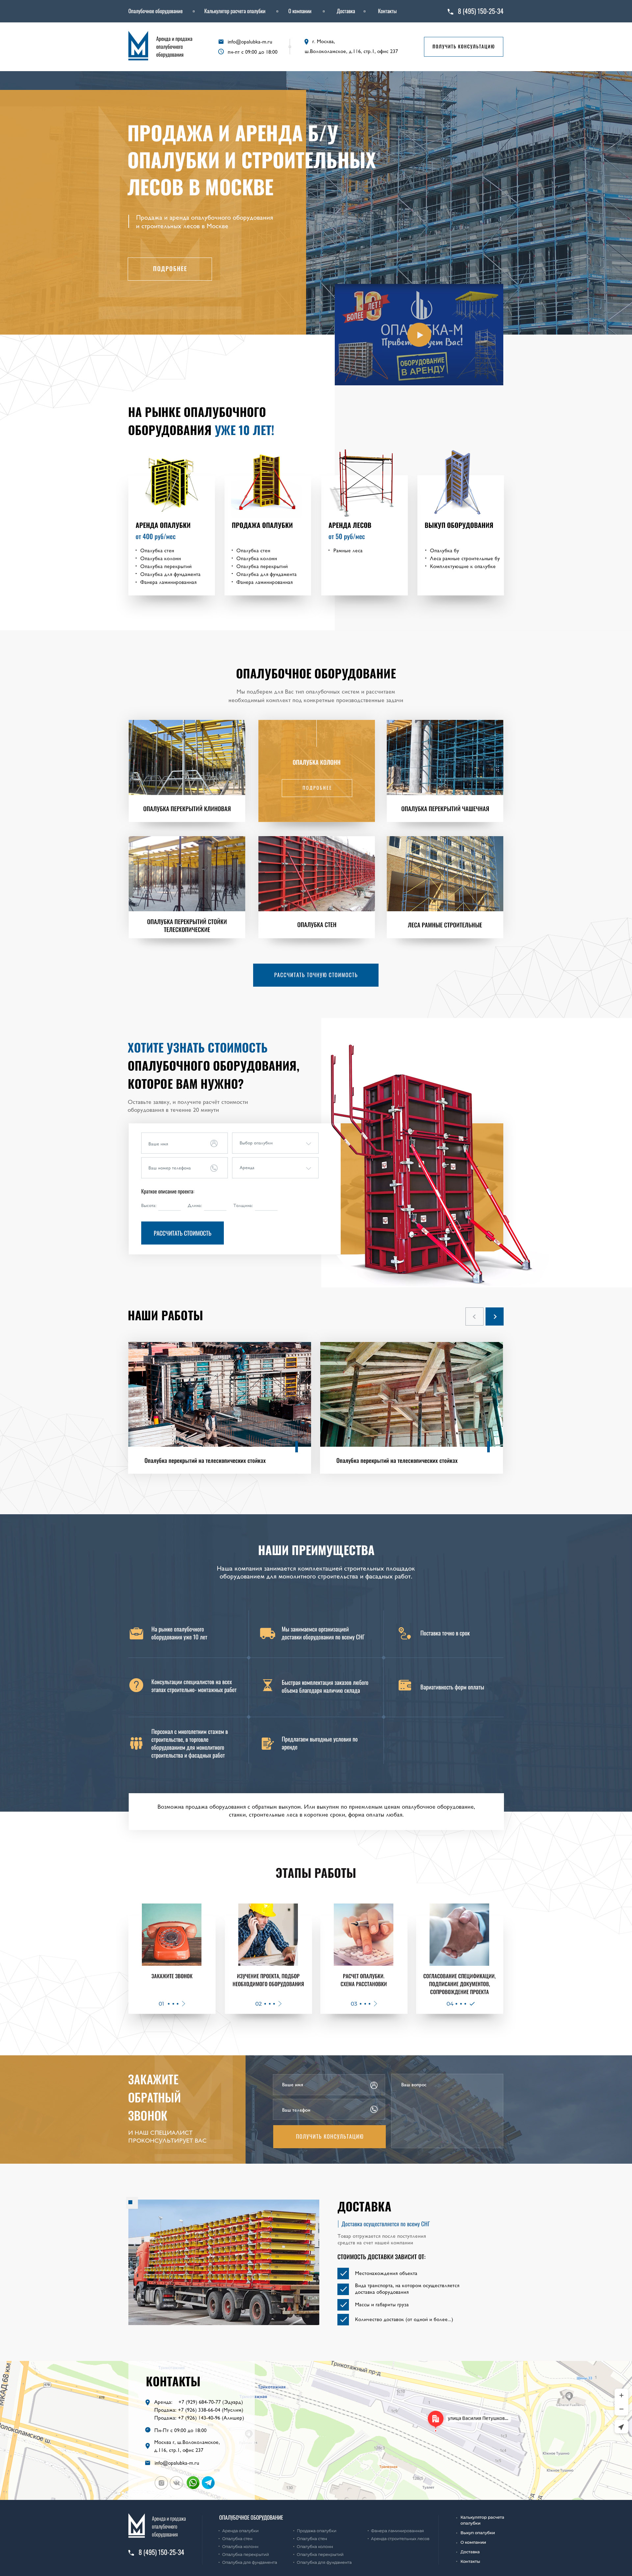 Опалубочное оборудование
Калькулятор расчета опалубки
О компании
Доставка
Контакты
8 (495) 150-25-34
Аренда и продажа
опалубочного
оборудования
info@opalubka-m.ru
пн-пт с 09:00 до 18:00
г. Москва,
ш.Волоколамское, д.116, стр.1, офис 237
ПОЛУЧИТЬ КОНСУЛЬТАЦИЮ
ПРОДАЖА И АРЕНДА Б/У
ОПАЛУБКИ И СТРОИТЕЛЬНЫХ
ЛЕСОВ В МОСКВЕ
Продажа и аренда опалубочного оборудования
и строительных лесов в Москве
ПОДРОБНЕЕ
БОЛЕЕ 10 ЛЕТ!
ОБОРУДОВАНИЕ
В АРЕНДУ
НА РЫНКЕ ОПАЛУБОЧНОГО
ОБОРУДОВАНИЯ УЖЕ 10 ЛЕТ!
АРЕНДА ОПАЛУБКИ
от 400 руб/мес
Опалубка стен
Опалубка колонн
Опалубка перекрытий
Опалубка для фундамента
Фанера ламинированная
ПРОДАЖА ОПАЛУБКИ
Опалубка стен
Опалубка колонн
Опалубка перекрытий
Опалубка для фундамента
Фанера ламинированная
АРЕНДА ЛЕСОВ
от 50 руб/мес
Рамные леса
ВЫКУП ОБОРУДОВАНИЯ
Опалубка бу
Леса рамные строительные бу
Комплектующие к опалубке
ОПАЛУБОЧНОЕ ОБОРУДОВАНИЕ
Мы подберем для Вас тип опалубочных систем и рассчитаем
необходимый комплект под конкретные производственные задачи
ОПАЛУБКА ПЕРЕКРЫТИЙ КЛИНОВАЯ
ОПАЛУБКА КОЛОНН
ПОДРОБНЕЕ
ОПАЛУБКА ПЕРЕКРЫТИЙ ЧАШЕЧНАЯ
ОПАЛУБКА ПЕРЕКРЫТИЙ СТОЙКИ
ТЕЛЕСКОПИЧЕСКИЕ
ОПАЛУБКА СТЕН
ЛЕСА РАМНЫЕ СТРОИТЕЛЬНЫЕ
РАССЧИТАТЬ ТОЧНУЮ СТОИМОСТЬ
ХОТИТЕ УЗНАТЬ СТОИМОСТЬ
ОПАЛУБОЧНОГО ОБОРУДОВАНИЯ,
КОТОРОЕ ВАМ НУЖНО?
Оставьте заявку, и получите расчёт стоимости
оборудования в течение 20 минут
Ваше имя
Выбор опалубки
Ваш номер телефона
Аренда
Краткое описание проекта
Высота:
Длина:
Толщина:
РАССЧИТАТЬ СТОИМОСТЬ
НАШИ РАБОТЫ
Опалубка перекрытий на телескопических стойках
Опалубка перекрытий на телескопических стойках
НАШИ ПРЕИМУЩЕСТВА
Наша компания занимается комплектацией строительных площадок
оборудованием для монолитного строительства и фасадных работ.
На рынке опалубочного
оборудования уже 10 лет
Мы занимаемся организацией
доставки оборудования по всему СНГ
Поставка точно в срок
Консультации специалистов на всех
этапах строительно- монтажных работ
Быстрая комплектация заказов любого
объема благодаря наличию склада
Вариативность форм оплаты
Персонал с многолетним стажем в
строительстве, в торговле
оборудованием для монолитного
строительства и фасадных работ
Предлагаем выгодные условия по
аренде
Возможна продажа оборудования с обратным выкупом. Или выкупим по приемлемым ценам опалубочное оборудование,
станки, строительные леса в короткие сроки, форма оплаты любая.
ЭТАПЫ РАБОТЫ
ЗАКАЖИТЕ ЗВОНОК
01
ИЗУЧЕНИЕ ПРОЕКТА, ПОДБОР
НЕОБХОДИМОГО ОБОРУДОВАНИЯ
02
РАСЧЕТ ОПАЛУБКИ.
СХЕМА РАССТАНОВКИ
03
СОГЛАСОВАНИЕ СПЕЦИФИКАЦИИ,
ПОДПИСАНИЕ ДОКУМЕНТОВ,
СОПРОВОЖДЕНИЕ ПРОЕКТА
04
ЗАКАЖИТЕ
ОБРАТНЫЙ
ЗВОНОК
И НАШ СПЕЦИАЛИСТ
ПРОКОНСУЛЬТИРУЕТ ВАС
Ваше имя
Ваш телефон
Ваш вопрос
ПОЛУЧИТЬ КОНСУЛЬТАЦИЮ
ДОСТАВКА
Доставка осуществляется по всему СНГ
Товар отгружается после поступления
средств на счет нашей компании
СТОИМОСТЬ ДОСТАВКИ ЗАВИСИТ ОТ:
Местонахождения объекта
Вида транспорта, на котором осуществляется
доставка оборудования
Массы и габариты груза
Количество доставок (от одной и более...)
КОНТАКТЫ
Аренда: +7 (929) 684-70-77 (Эдуард)
Продажа: +7 (926) 338-66-04 (Муслим)
Продажа: +7 (926) 143-40-96 (Алишер)
Пн-Пт с 09:00 до 18:00
Москва г, ш.Волоколамское,
д.116, стр.1, офис 237
info@opalubka-m.ru
МКАД 68 км
Трикотажный пр-д
улица Василия Петушков...
Аренда и продажа
опалубочного
оборудования
8 (495) 150-25-34
ОПАЛУБОЧНОЕ ОБОРУДОВАНИЕ
Аренда опалубки
Опалубка стен
Опалубка колонн
Опалубка перекрытий
Опалубка для фундамента
Продажа опалубки
Опалубка стен
Опалубка колонн
Опалубка перекрытий
Опалубка для фундамента
Фанера ламинированная
Аренда строительных лесов
Калькулятор расчета
опалубки
Выкуп опалубки
О компании
Доставка
Контакты